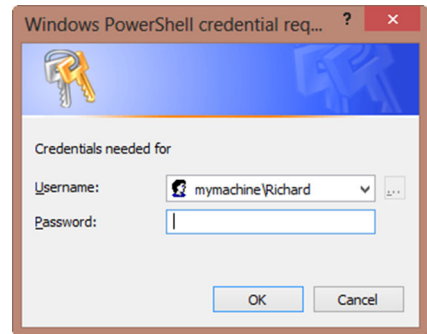 Windows PowerShell credential req... ? ×
Credentials needed for
Username: mymachine\Richard ...
Password:
OK Cancel